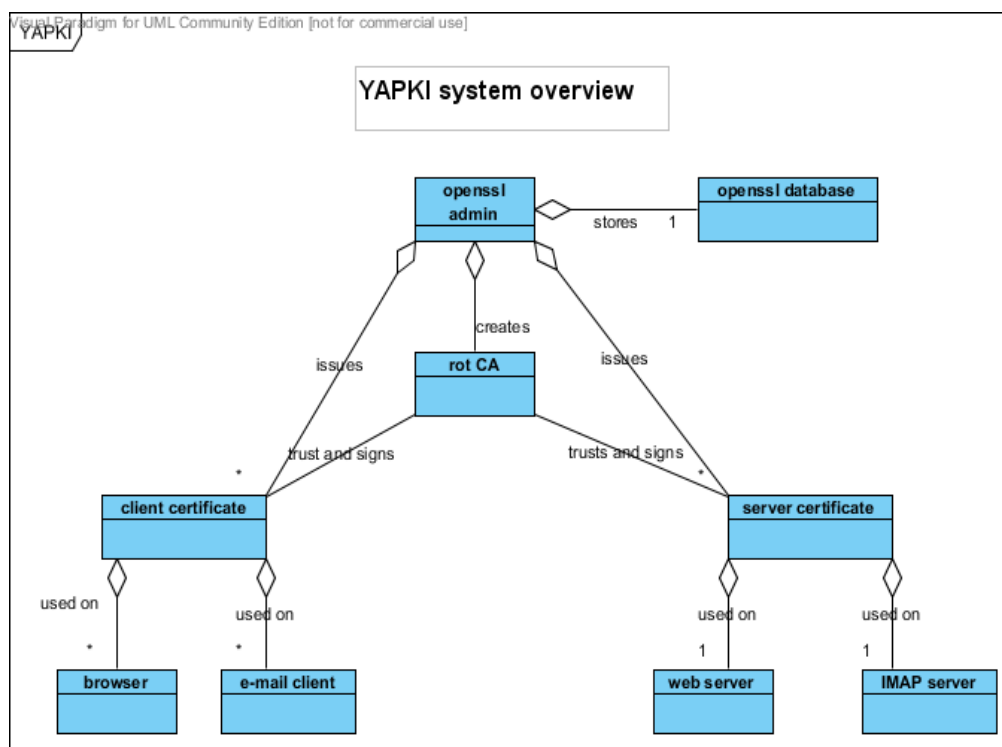 Visual Paradigm for UML Community Edition [not for commercial use]
YAPKI
YAPKI system overview
openssl
admin
openssl database
stores 1
creates
issues
issues
rot CA
trust and signs
trusts and signs
*
*
client certificate
server certificate
used on
used on
used on
used on
*
*
1
1
browser
e-mail client
web server
IMAP server